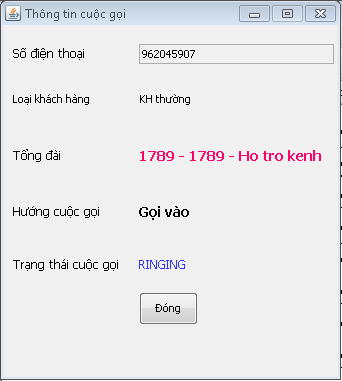 Thông tin cuộc gọi
Số điện thoại 962045907
Loại khách hàng KH thường
Tổng đài 1789 - 1789 - Ho tro kenh
Hướng cuộc gọi Gọi vào
Trạng thái cuộc gọi RINGING
Đóng